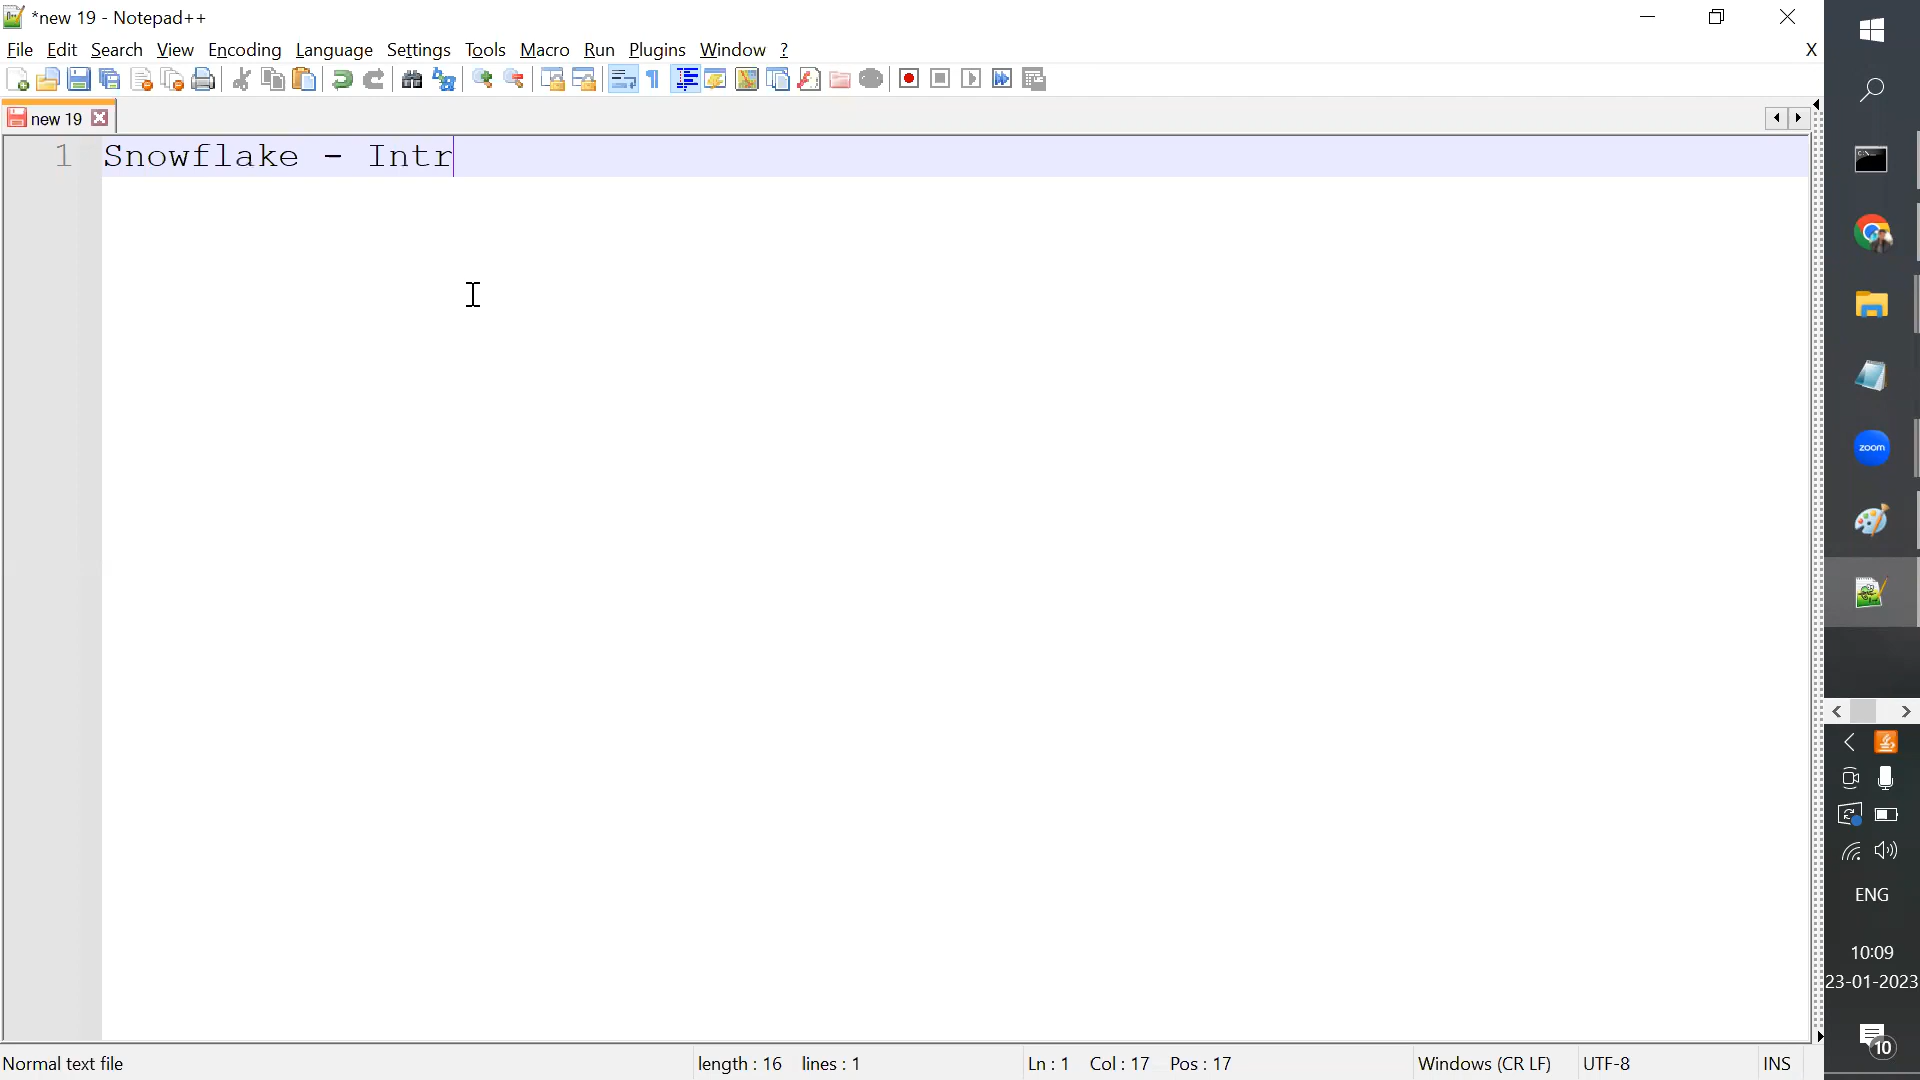 *new 19 - Notepad++
File Edit Search View Encoding Language Settings Tools Macro Run Plugins Window ? X
new 19
1 Snowflake - Intr
zoom
ENG
10:09
23-01-2023
10
Normal text file length : 16 lines : 1 Ln : 1 Col : 17 Pos : 17 Windows (CR LF) UTF-8 INS